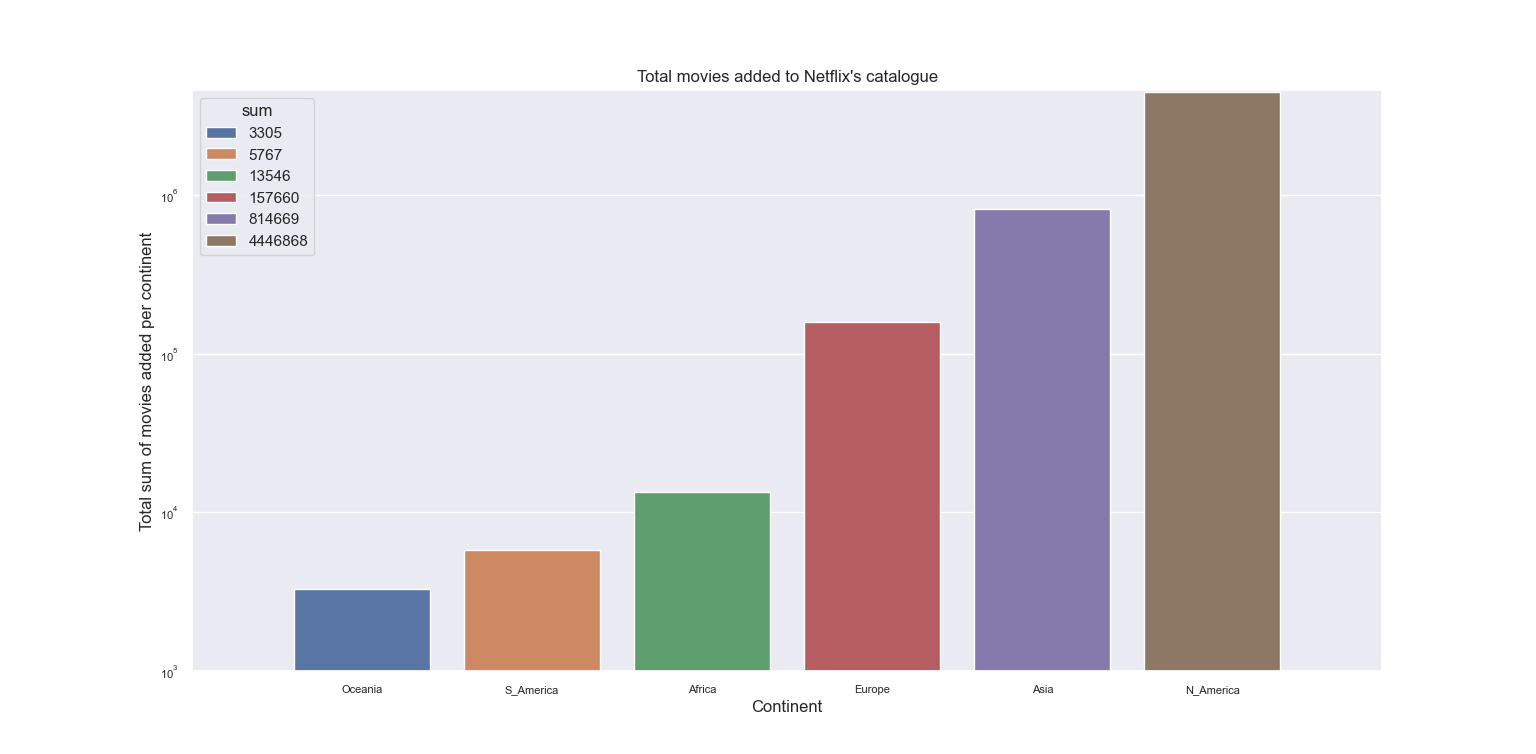 Total movies added to Netflix's catalogue
sum
3305
5767
13546
157660
814669
4446868
Total sum of movies added per continent
10⁶
10⁵
10⁴
10³
Oceania
S_America
Africa
Europe
Asia
N_America
Continent